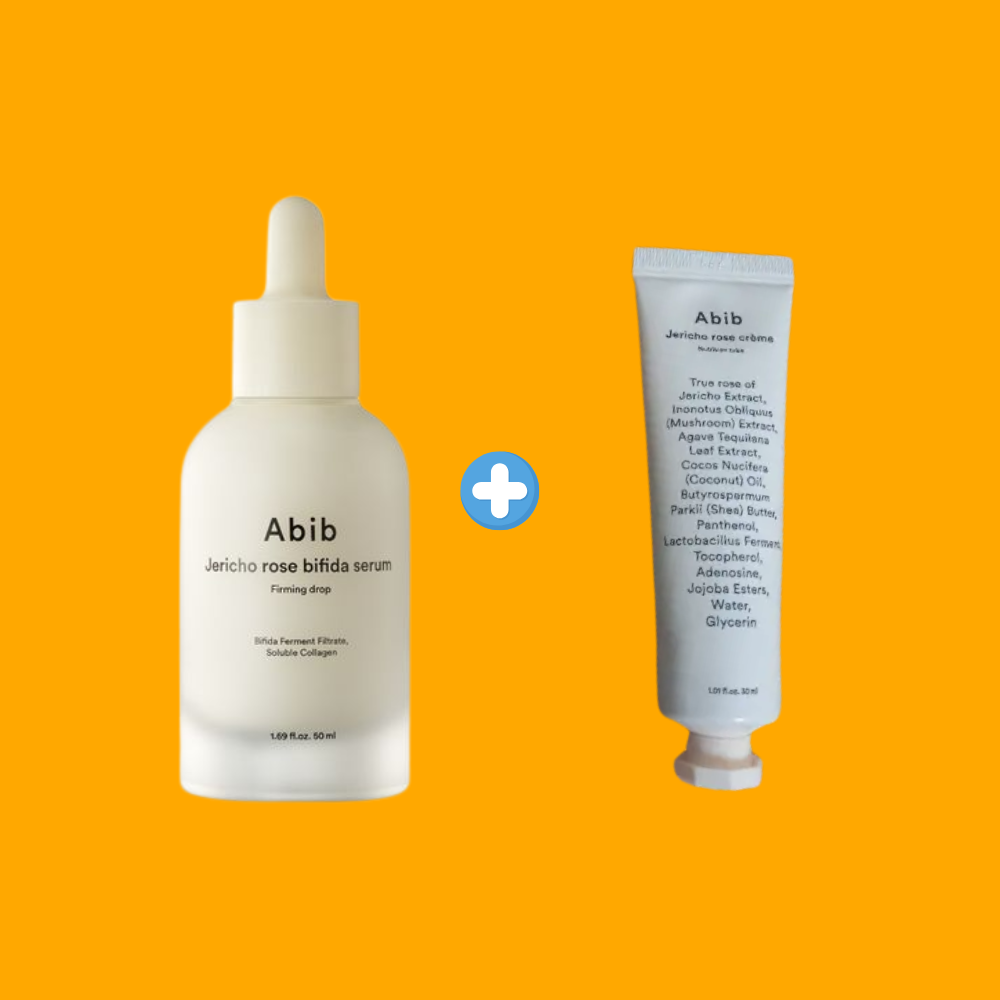 Abib
Jericho rose bifida serum
Firming drop
Bifida Ferment Filtrate,
Soluble Collagen
1.69 fl.oz. 50 ml
Abib
Jericho rose crème
Nutrition tube
True rose of
Jericho Extract,
Inonotus Obliquus
(Mushroom) Extract,
Agave Tequilana
Leaf Extract,
Cocos Nucifera
(Coconut) Oil,
Butyrospermum
Parkii (Shea) Butter,
Panthenol,
Lactobacillus Ferment,
Tocopherol,
Adenosine,
Jojoba Esters,
Water,
Glycerin
1.01 fl.oz. 30 ml